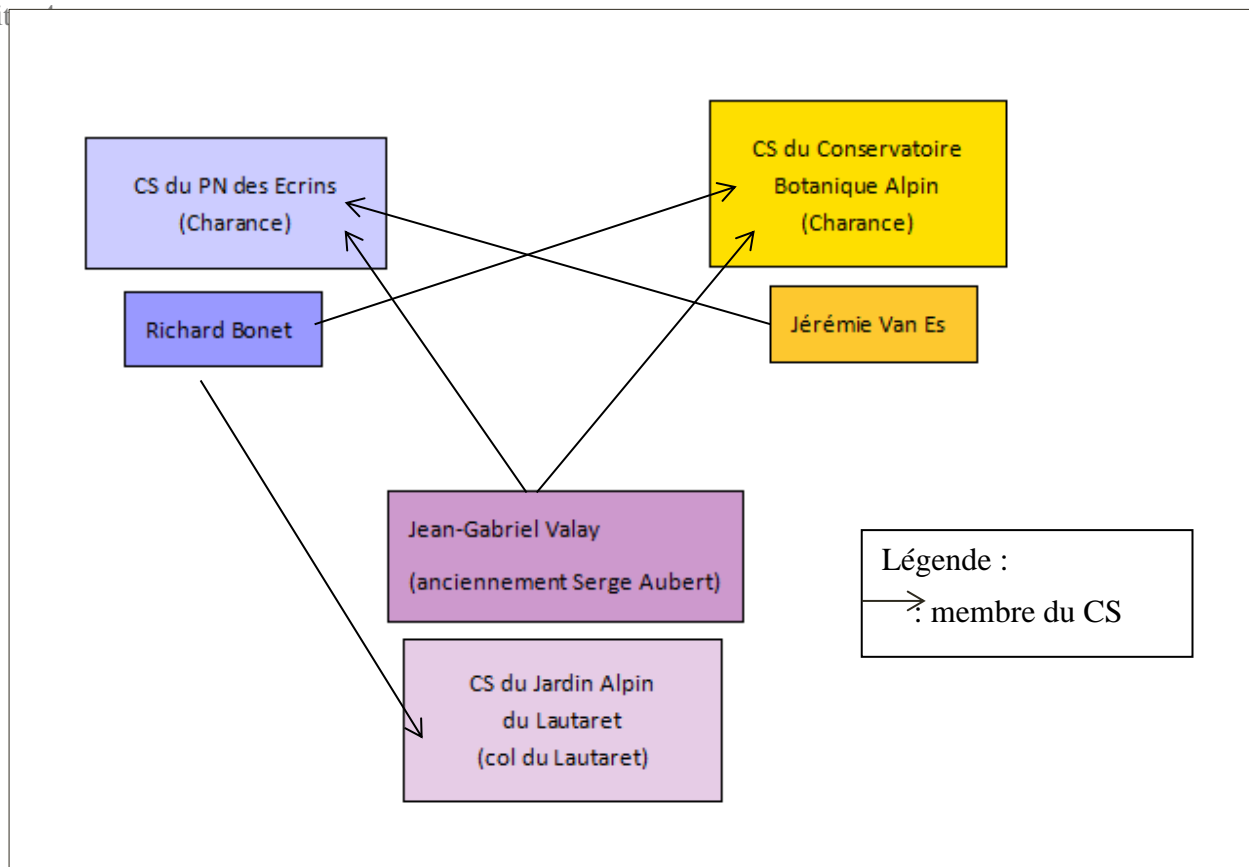 CS du PN des Ecrins
(Charance)
CS du Conservatoire
Botanique Alpin
(Charance)
Richard Bonet
Jérémie Van Es
Jean-Gabriel Valay
(anciennement Serge Aubert)
CS du Jardin Alpin
du Lautaret
(col du Lautaret)
Légende :
: membre du CS